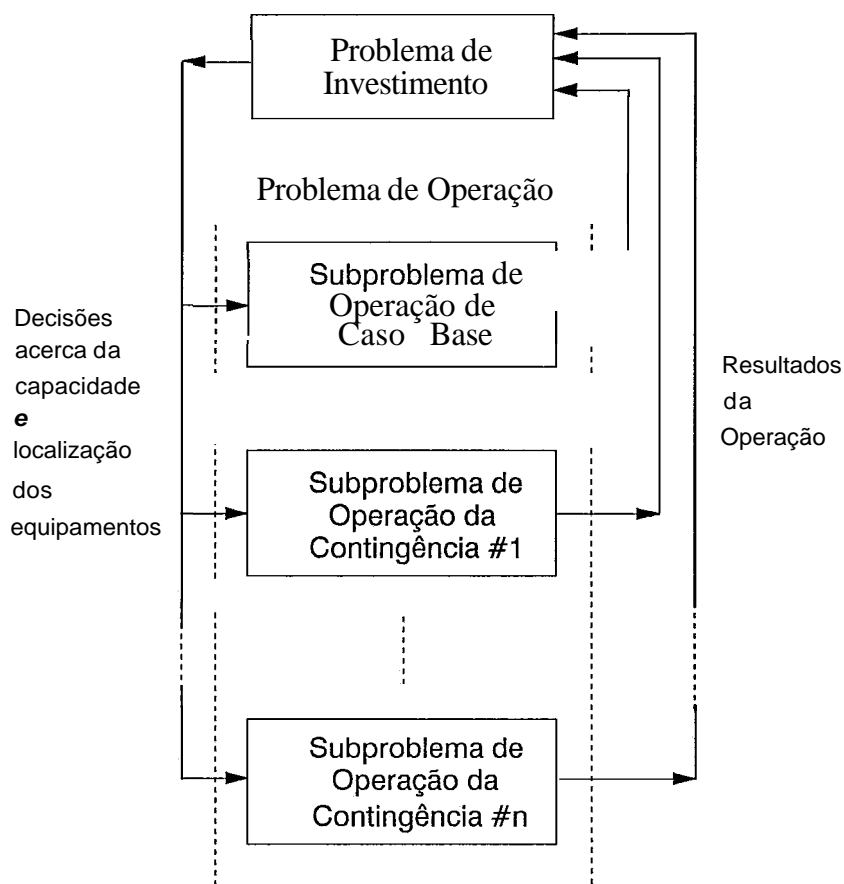 Problema de
Investimento
Problema de Operação
Subproblema de
Operação de
Caso Base
Decisões
acerca da
capacidade
e
localização
dos
equipamentos
Resultados
da
Operação
Subproblema de
Operação da
Contingência #1
Subproblema de
Operação da
Contingência #n